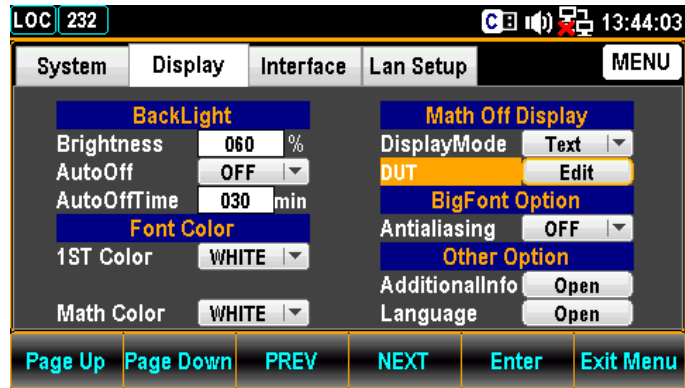 LOC 232 C E 13:44:03
System Display Interface Lan Setup MENU
BackLight
Brightness 060 %
AutoOff OFF
AutoOffTime 030 min
Font Color
1ST Color WHITE
Math Color WHITE
Math Off Display
DisplayMode Text
DUT Edit
BigFont Option
Antialiasing OFF
Other Option
AdditionalInfo Open
Language Open
Page Up Page Down PREV NEXT Enter Exit Menu